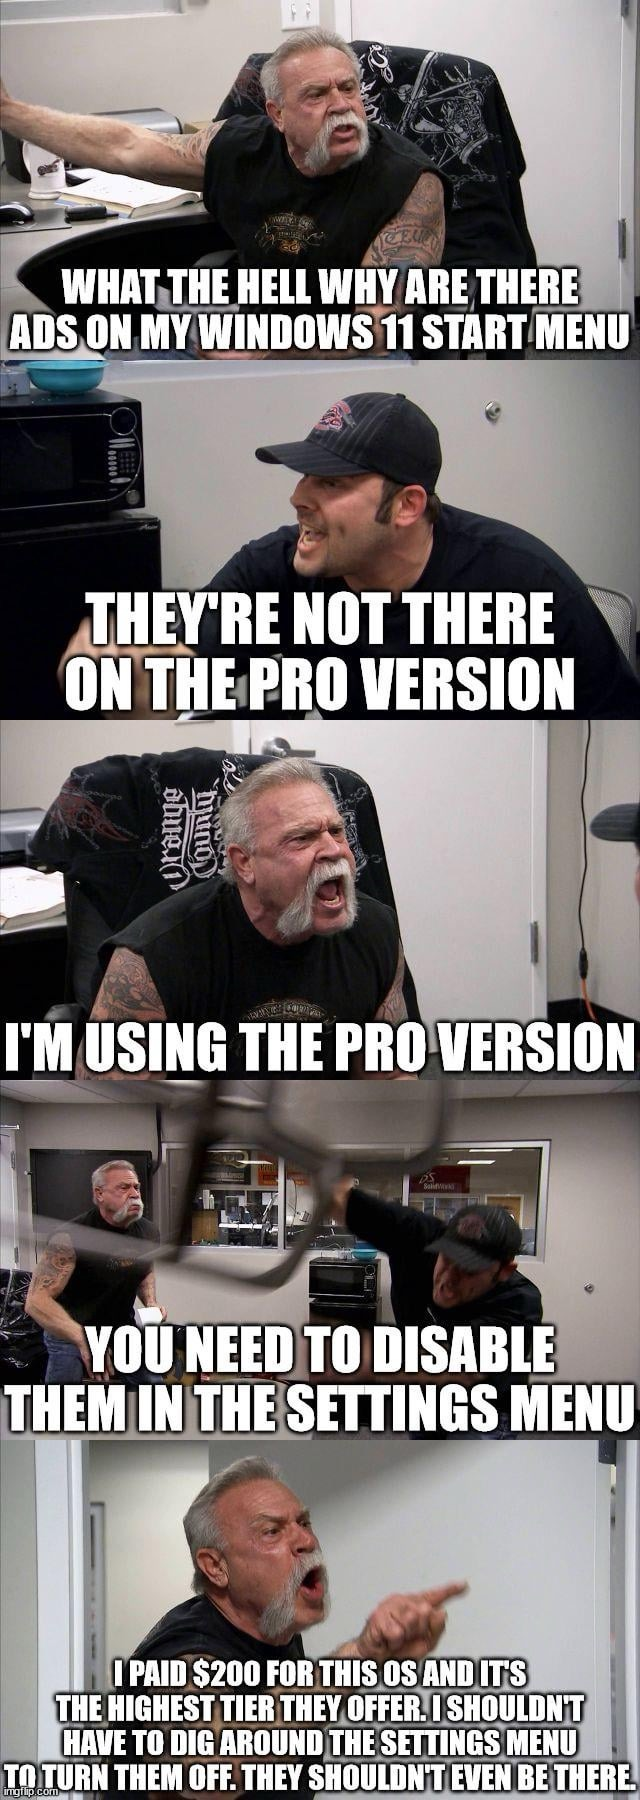 WHAT THE HELL WHY ARE THERE
ADS ON MY WINDOWS 11 START MENU
THEY'RE NOT THERE
ON THE PRO VERSION
Orange
County
I'M USING THE PRO VERSION
SolidWorks
YOU NEED TO DISABLE
THEM IN THE SETTINGS MENU
I PAID $200 FOR THIS OS AND IT'S
THE HIGHEST TIER THEY OFFER. I SHOULDN'T
HAVE TO DIG AROUND THE SETTINGS MENU
TO TURN THEM OFF. THEY SHOULDN'T EVEN BE THERE.
imgflip.com